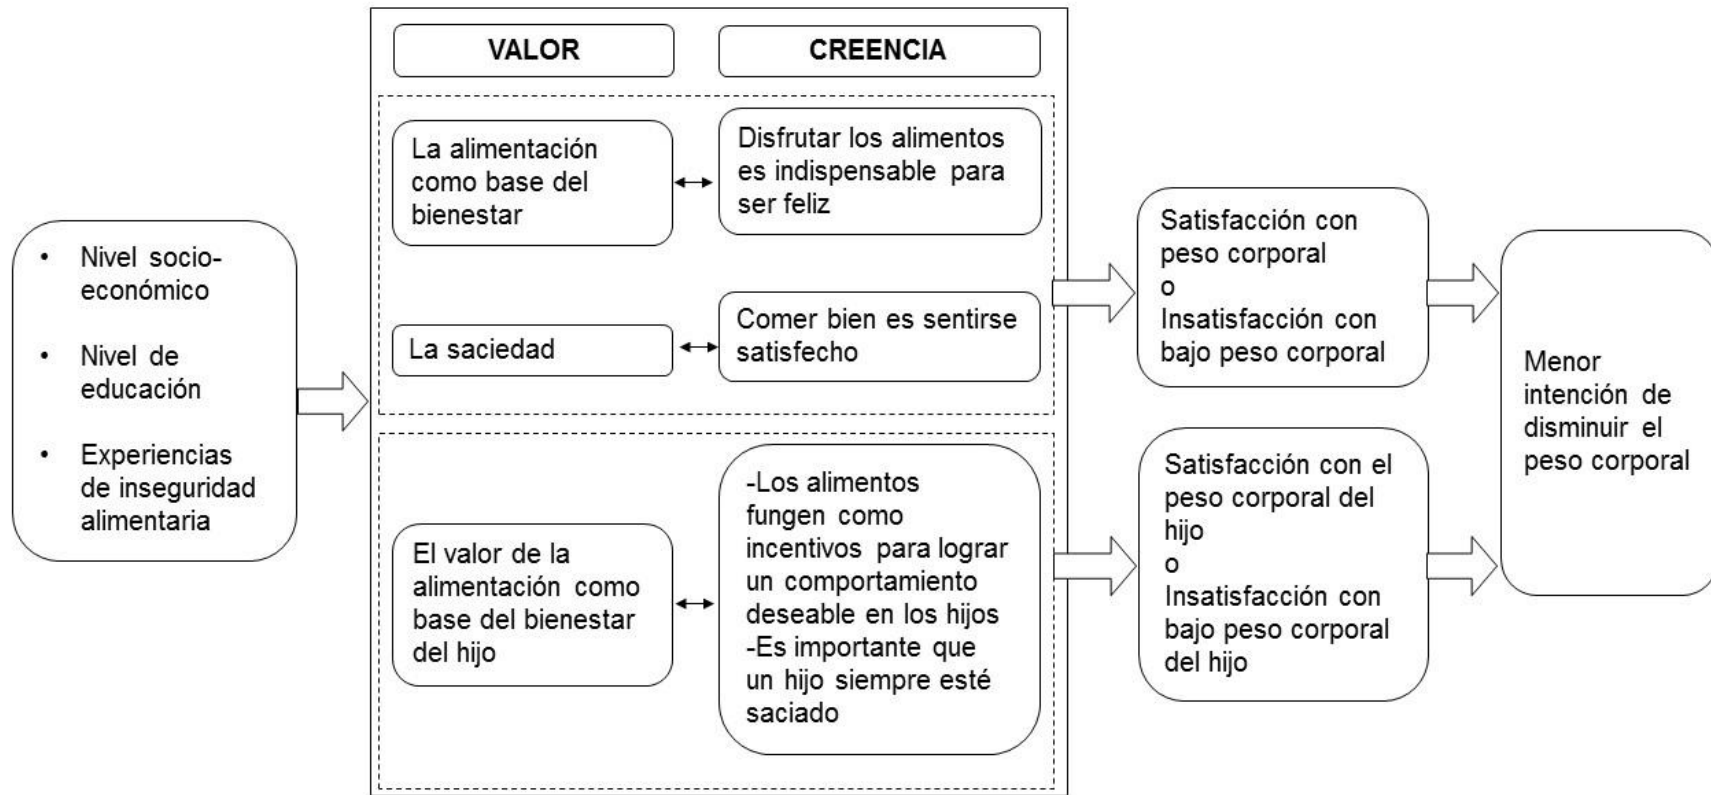 • Nivel socio-
económico
• Nivel de
educación
• Experiencias
de inseguridad
alimentaria
VALOR
CREENCIA
La alimentación
como base del
bienestar
Disfrutar los alimentos
es indispensable para
ser feliz
La saciedad
Comer bien es sentirse
satisfecho
El valor de la
alimentación como
base del bienestar
del hijo
-Los alimentos
fungen como
incentivos para lograr
un comportamiento
deseable en los hijos
-Es importante que
un hijo siempre esté
saciado
Satisfacción con
peso corporal
o
Insatisfacción con
bajo peso corporal
Satisfacción con el
peso corporal del
hijo
o
Insatisfacción con
bajo peso corporal
del hijo
Menor
intención de
disminuir el
peso corporal